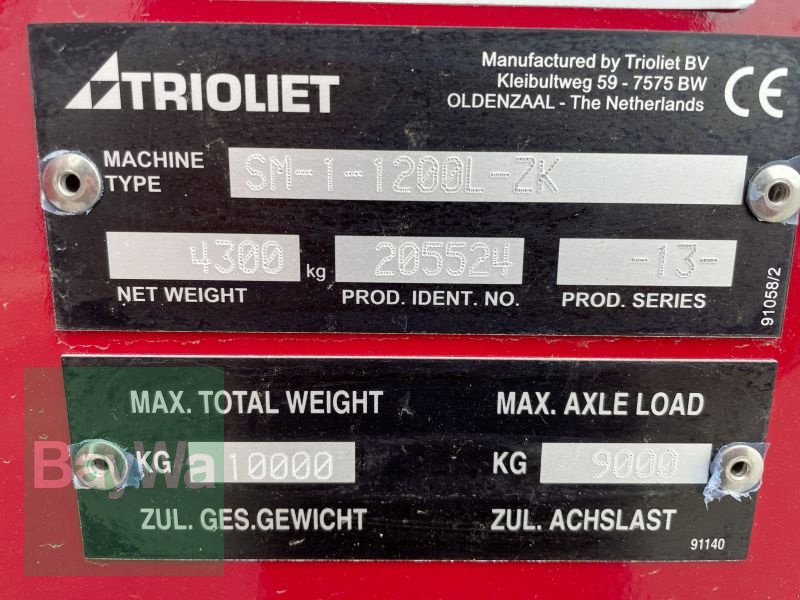 TRIOLIET
Manufactured by Trioliet BV
Kleibultweg 59 - 7575 BW
OLDENZAAL - The Netherlands
CE
MACHINE TYPE SM-1-1200L-ZK
4300 kg 205524 -13-
NET WEIGHT PROD. IDENT. NO. PROD. SERIES
91058/2
MAX. TOTAL WEIGHT MAX. AXLE LOAD
KG 10000 KG 9000
ZUL. GES.GEWICHT ZUL. ACHSLAST
91140
BayWa